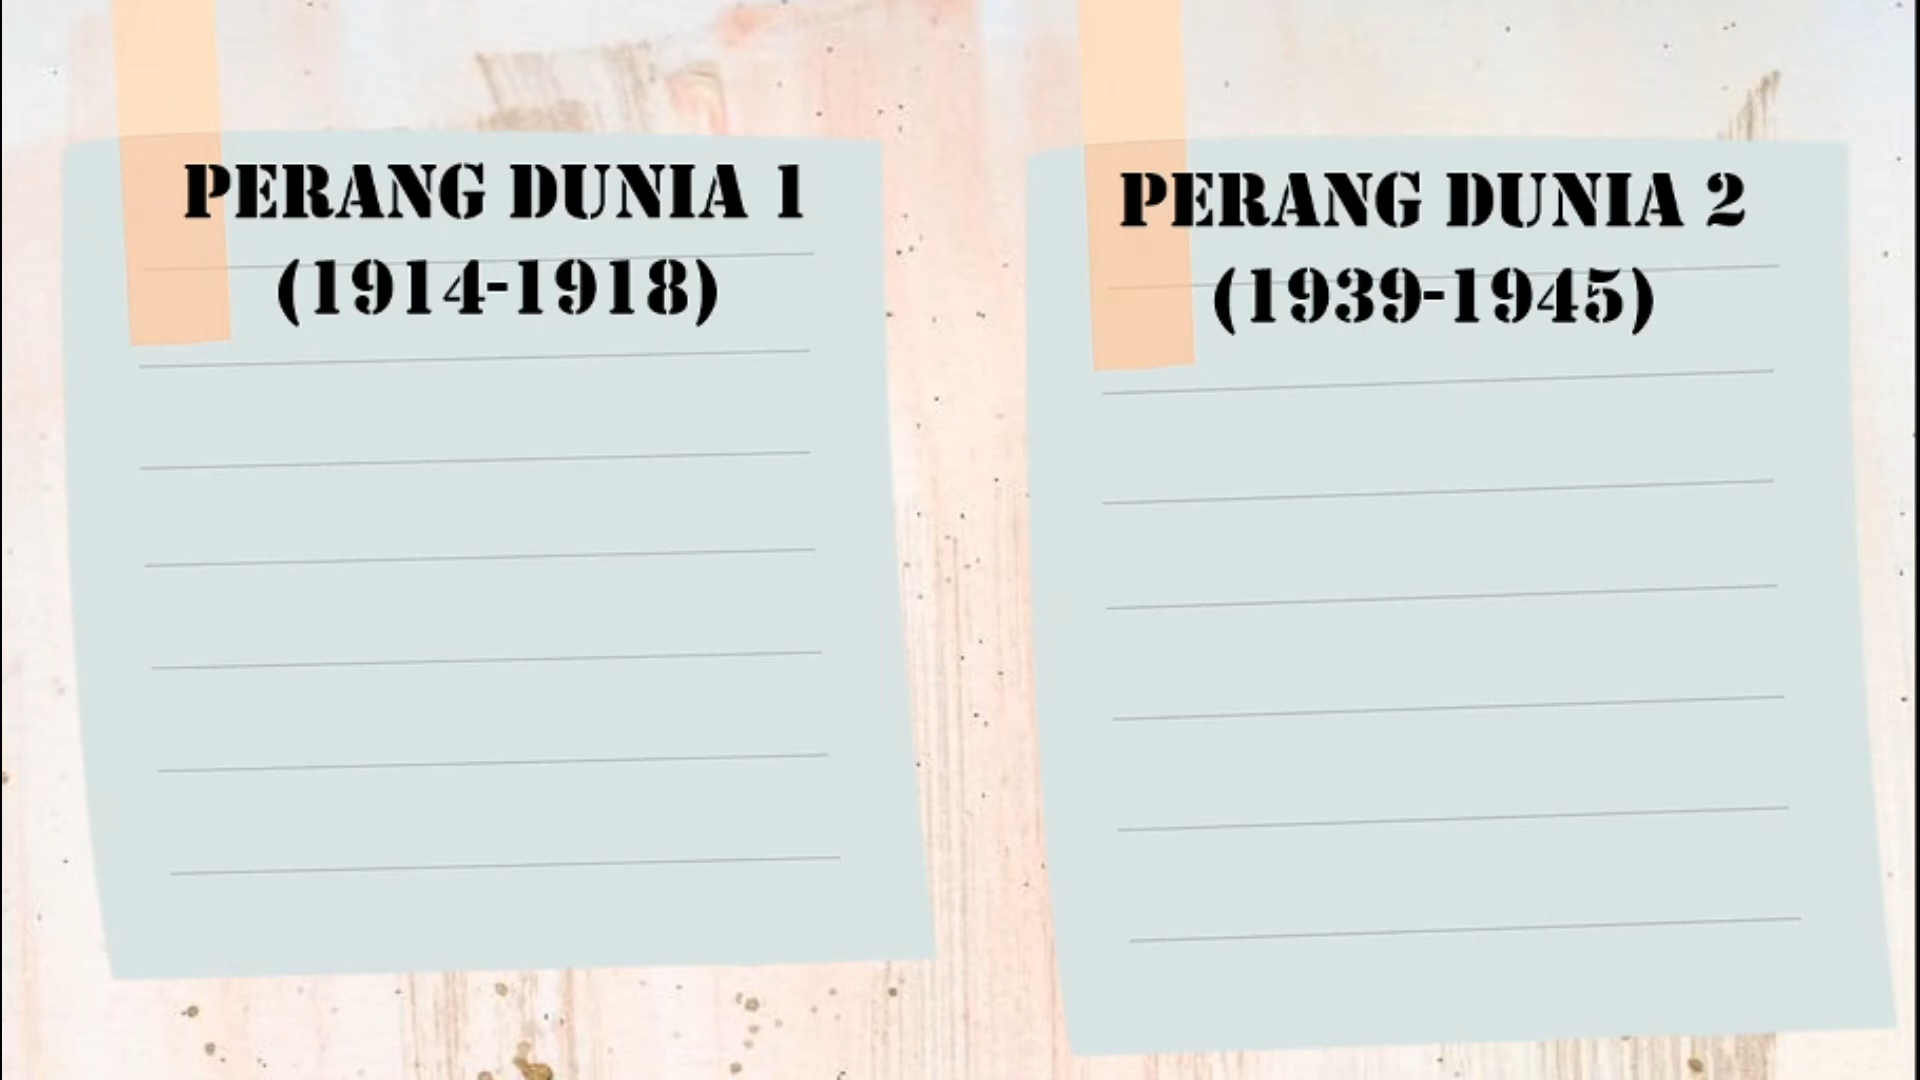 PERANG DUNIA 1
(1914-1918)
PERANG DUNIA 2
(1939-1945)